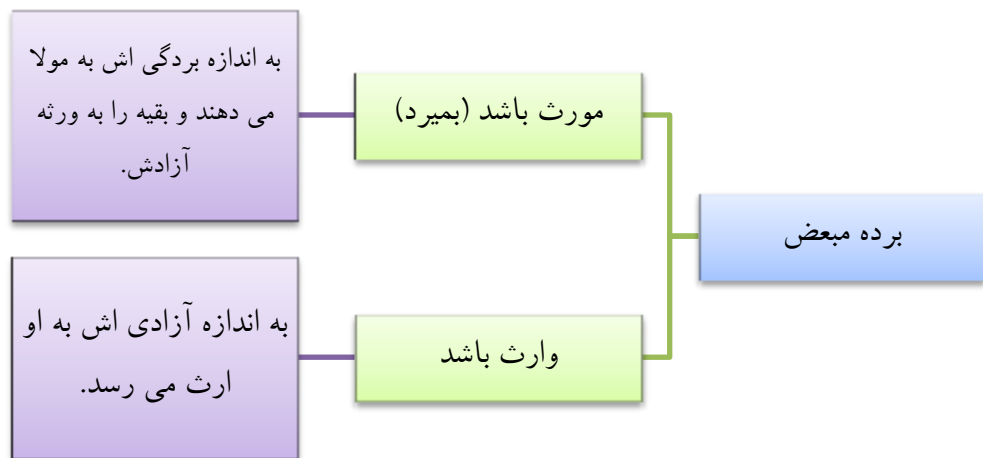 برده مبعض
مورث باشد (بمیرد)
به اندازه بردگی اش به مولا
می دهند و بقیه را به ورثه
آزادش.
وارث باشد
به اندازه آزادی اش به او
ارث می رسد.